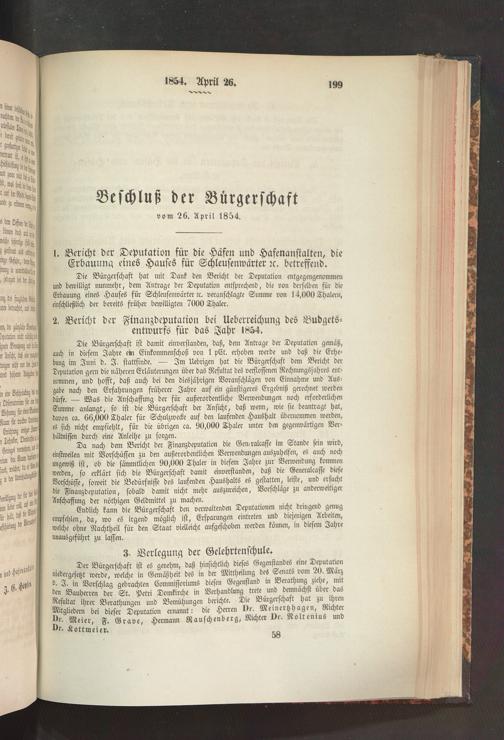 1854. April 26.
199
Beschluß der Bürgerschaft
vom 26. April 1854.
1. Bericht der Deputation für die Häfen und Hafenanstalten, die
Erbauung eines Hauses für Schleusenwärter ꝛc. betreffend.
Die Bürgerschaft hat mit Dank den Bericht der Deputation entgegengenommen
und bewilligt nunmehr, dem Antrage der Deputation entsprechend, die von derselben für die
Erbauung eines Hauses für Schleusenwärter ꝛc. veranschlagte Summe von 14,000 Thalern,
einschließlich der bereits früher bewilligten 7000 Thaler.
2. Bericht der Finanzdeputation bei Ueberreichung des Budgets-
entwurfs für das Jahr 1854.
Die Bürgerschaft ist damit einverstanden, daß, dem Antrage der Deputation gemäß,
auch in diesem Jahre ein Einkommenschoß von 1 pCt. erhoben werde und daß die Erhe-
bung im Juni d. J. stattfinde. — Im Uebrigen hat die Bürgerschaft dem Bericht der
Deputation gern die näheren Erläuterungen über das Resultat des verflossenen Rechnungsjahres ent-
nommen, und hofft, daß auch bei den diesjährigen Voranschlägen von Einnahme und Aus-
gabe nach den Erfahrungen früherer Jahre auf ein günstigeres Ergebniß gerechnet werden
dürfe. — Was die Anschaffung der für außerordentliche Verwendungen noch erforderlichen
Summe anlangt, so ist die Bürgerschaft der Ansicht, daß wenn, wie sie beantragt hat,
davon ca. 66,000 Thaler für Schulzwecke auf den laufenden Haushalt übernommen werden,
es sich nicht empfiehlt, für die übrigen ca. 90,000 Thaler unter den gegenwärtigen Ver-
hältnissen durch eine Anleihe zu sorgen.
Da nach dem Bericht der Finanzdeputation die Generalcasse im Stande sein wird,
einstweilen mit Vorschüssen zu den außerordentlichen Verwendungen auszuhelfen, es auch noch
ungewiß ist, ob die sämmtlichen 90,000 Thaler in diesem Jahre zur Verwendung kommen
werden, so erklärt sich die Bürgerschaft damit einverstanden, daß die Generalcasse diese
Vorschüsse, soweit die Bedürfnisse des laufenden Haushalts es gestatten, leiste, und ersucht
die Finanzdeputation, sobald damit nicht mehr auszureichen, Vorschläge zu anderweitiger
Anschaffung der nöthigen Geldmittel zu machen.
Endlich kann die Bürgerschaft den verwaltenden Deputationen nicht dringend genug
empfehlen, da, wo es irgend möglich ist, Ersparungen eintreten und diejenigen Arbeiten,
welche ohne Nachtheil für den Staat vielleicht aufgeschoben werden können, in diesem Jahre
unausgeführt zu lassen.
3. Verlegung der Gelehrtenschule.
Die Bürgerschaft ist es genehm, daß hinsichtlich dieses Gegenstandes eine Deputation
niedergesetzt werde, welche in Gemäßheit des in der Mittheilung des Senats vom 20. März
d. J. in Vorschlag gebrachten Commissoriums diesen Gegenstand in Berathung ziehe, mit
den Bauherren der St. Petri Domkirche in Verhandlung trete und demnächst über das
Resultat ihrer Berathungen und Bemühungen berichte. Die Bürgerschaft hat zu ihren
Mitgliedern in dieser Deputation ernannt: die Herren Dr. Meinertzhagen, Richter
Dr. Meier, F. Grave, Hermann Rauschenberg, Richter Dr. Noltenius und
Dr. Kottmeier.
58